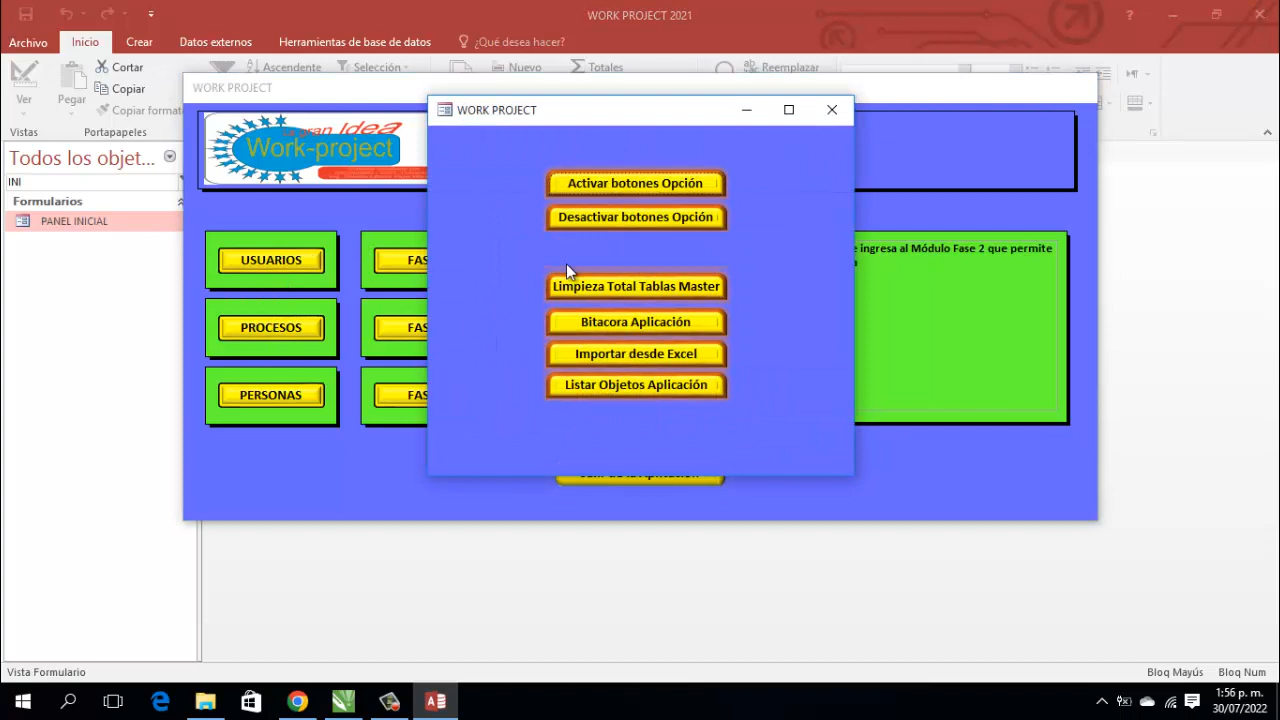 WORK PROJECT 2021
Archivo
Inicio
Crear
Datos externos
Herramientas de base de datos
¿Qué desea hacer?
Ver
Pegar
Cortar
Copiar
Copiar formato
Ascendente
Selección
Nuevo
Totales
Reemplazar
Vistas
Portapapeles
Todos los objet...
INI
Formularios
PANEL INICIAL
WORK PROJECT
gran Idea
Work-project
USUARIOS
PROCESOS
PERSONAS
FAS
FAS
FAS
WORK PROJECT
Activar botones Opción
Desactivar botones Opción
Limpieza Total Tablas Master
Bitacora Aplicación
Importar desde Excel
Listar Objetos Aplicación
e ingresa al Módulo Fase 2 que permite
Vista Formulario
Bloq Mayús
Bloq Num
1:56 p. m.
30/07/2022